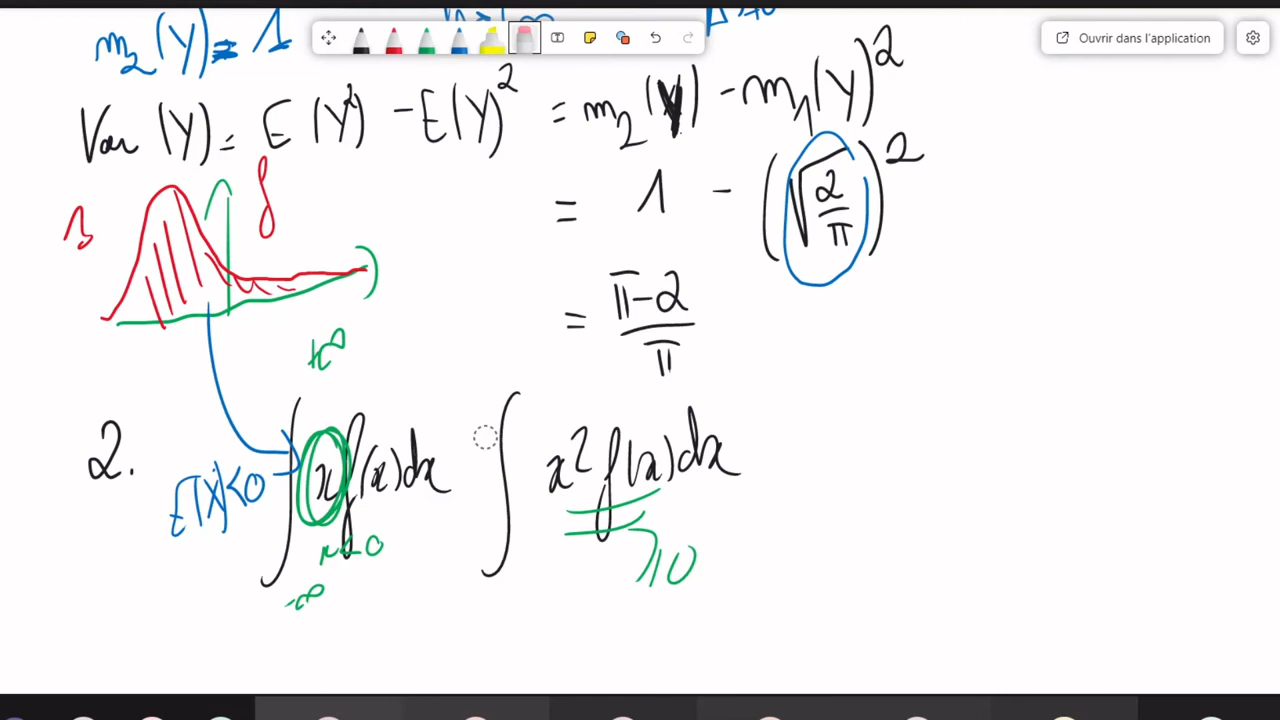 m₂(Y) = 1
Ouvrir dans l'application
Var (Y) = E(Y²) - E(Y)² = m₂(Y) - m₁(Y)²
= 1 - (√(2/π))²
f
= (π-2)/π
+∞
2. ∫ x f(x)dx ∫ x² f(x)dx
E(X)<0
x<0
⩾0
-∞